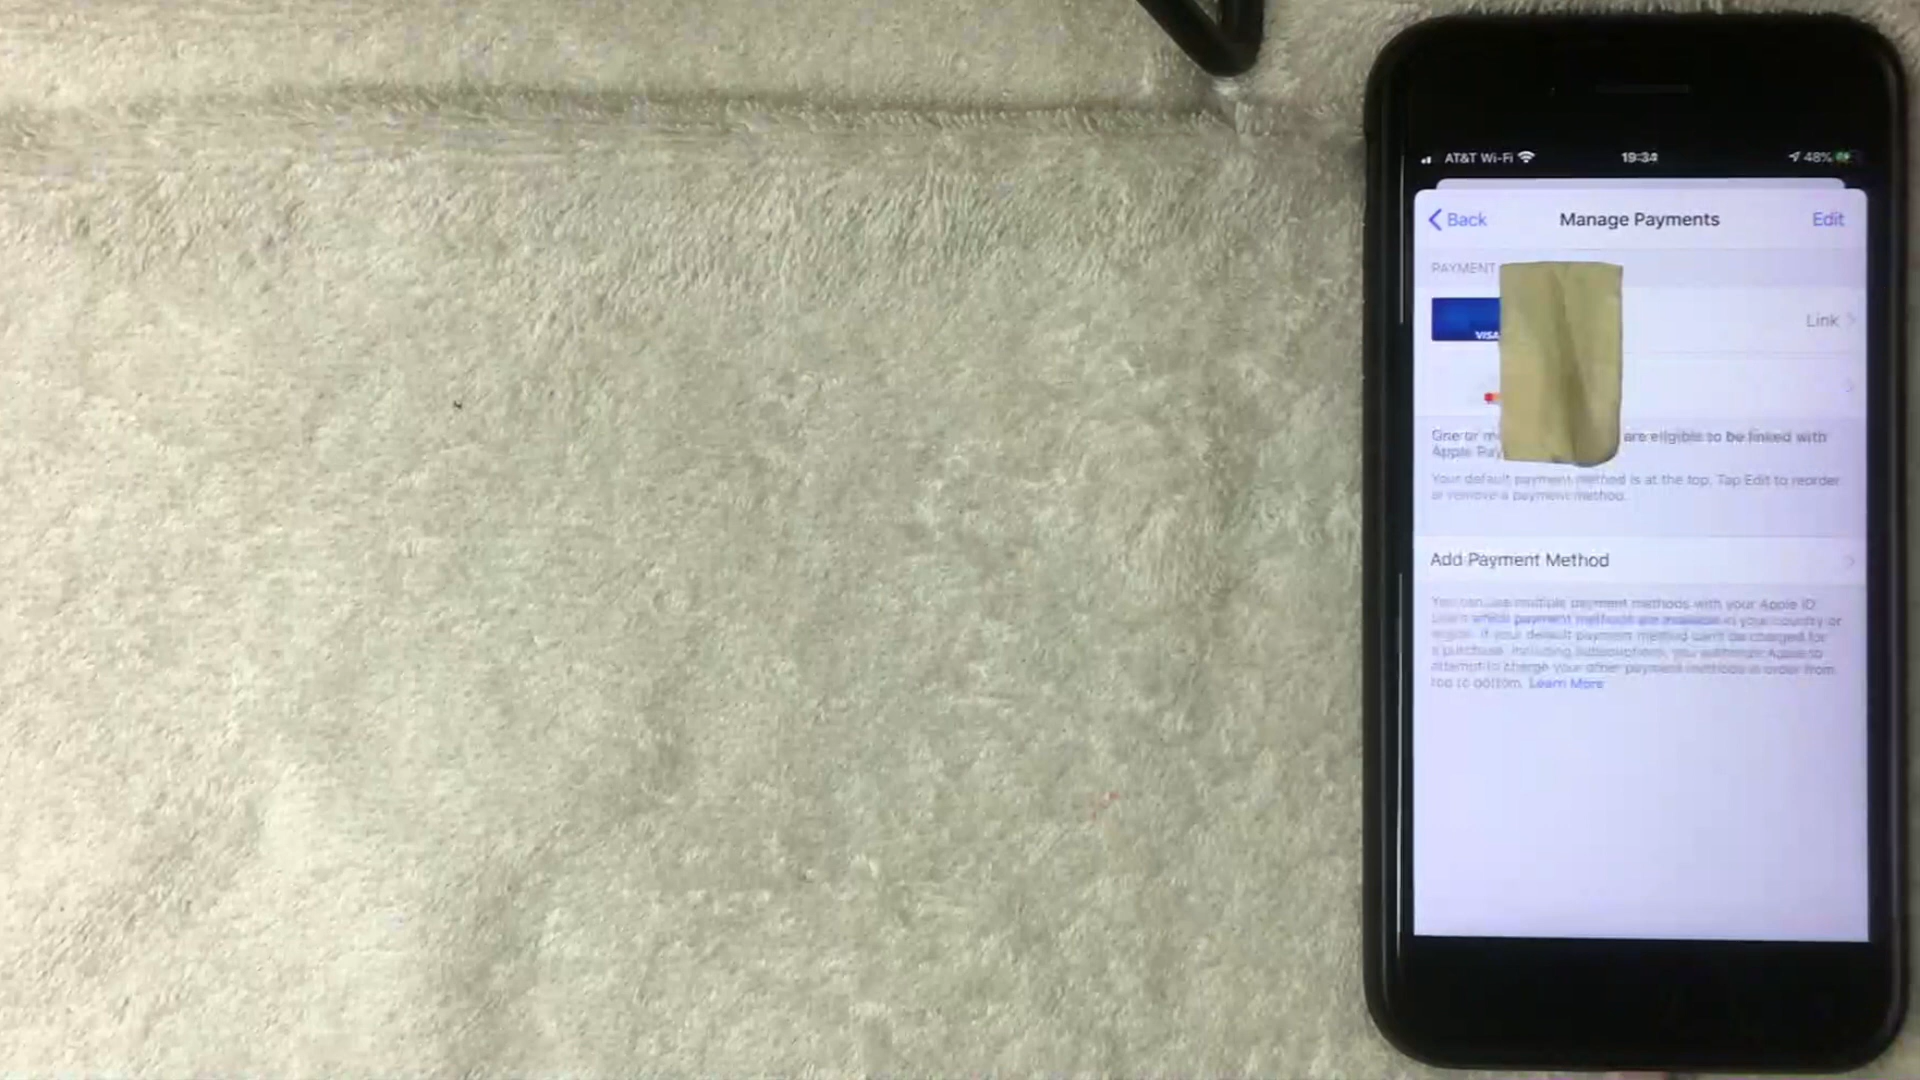 AT&T Wi-Fi 19:34 48%
Back Manage Payments Edit
PAYMENT
VISA Link
One or are eligible to be linked with
Apple Pay
Your default payment method is at the top. Tap Edit to reorder
or remove a payment method.
Add Payment Method
You can use multiple payment methods with your Apple ID.
Learn which payment methods are available in your country or
region. If your default payment method can't be charged for
a purchase, including subscriptions, you authorize Apple to
attempt to charge your other payment methods in order from
top to bottom. Learn More